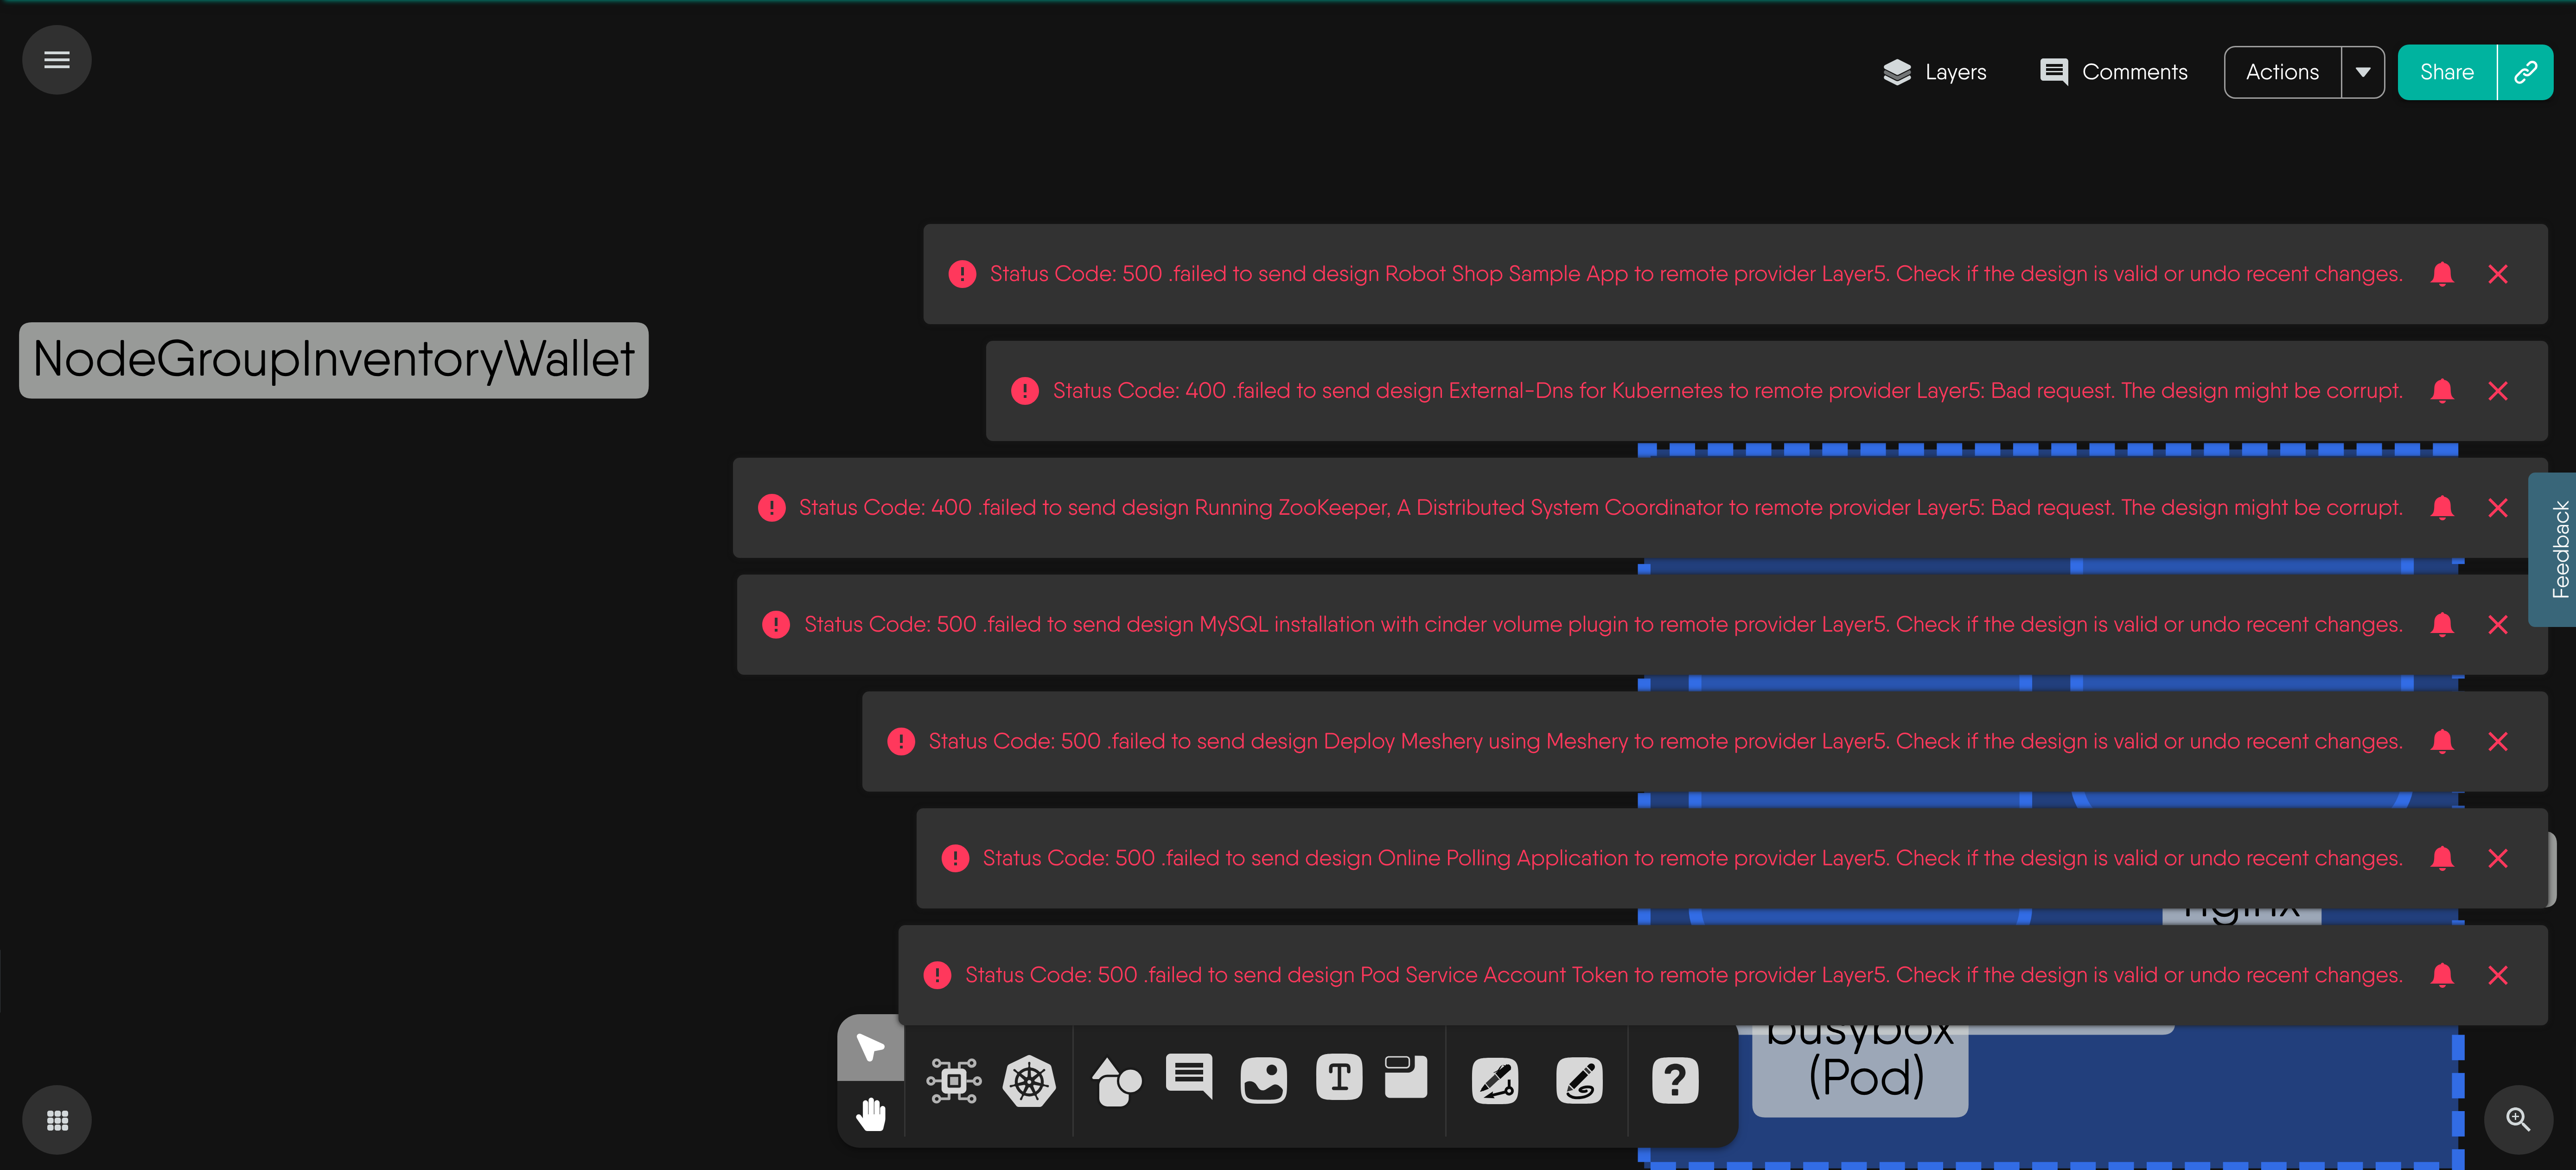 Layers
Comments
Actions
Share
Status Code: 500 .failed to send design Robot Shop Sample App to remote provider Layer5. Check if the design is valid or undo recent changes.
NodeGroupInventoryWallet
Status Code: 400 .failed to send design External-Dns for Kubernetes to remote provider Layer5: Bad request. The design might be corrupt.
Status Code: 400 .failed to send design Running ZooKeeper, A Distributed System Coordinator to remote provider Layer5: Bad request. The design might be corrupt.
Feedback
Status Code: 500 .failed to send design MySQL installation with cinder volume plugin to remote provider Layer5. Check if the design is valid or undo recent changes.
Status Code: 500 .failed to send design Deploy Meshery using Meshery to remote provider Layer5. Check if the design is valid or undo recent changes.
Status Code: 500 .failed to send design Online Polling Application to remote provider Layer5. Check if the design is valid or undo recent changes.
nginx
Status Code: 500 .failed to send design Pod Service Account Token to remote provider Layer5. Check if the design is valid or undo recent changes.
busybox
(Pod)
T
?